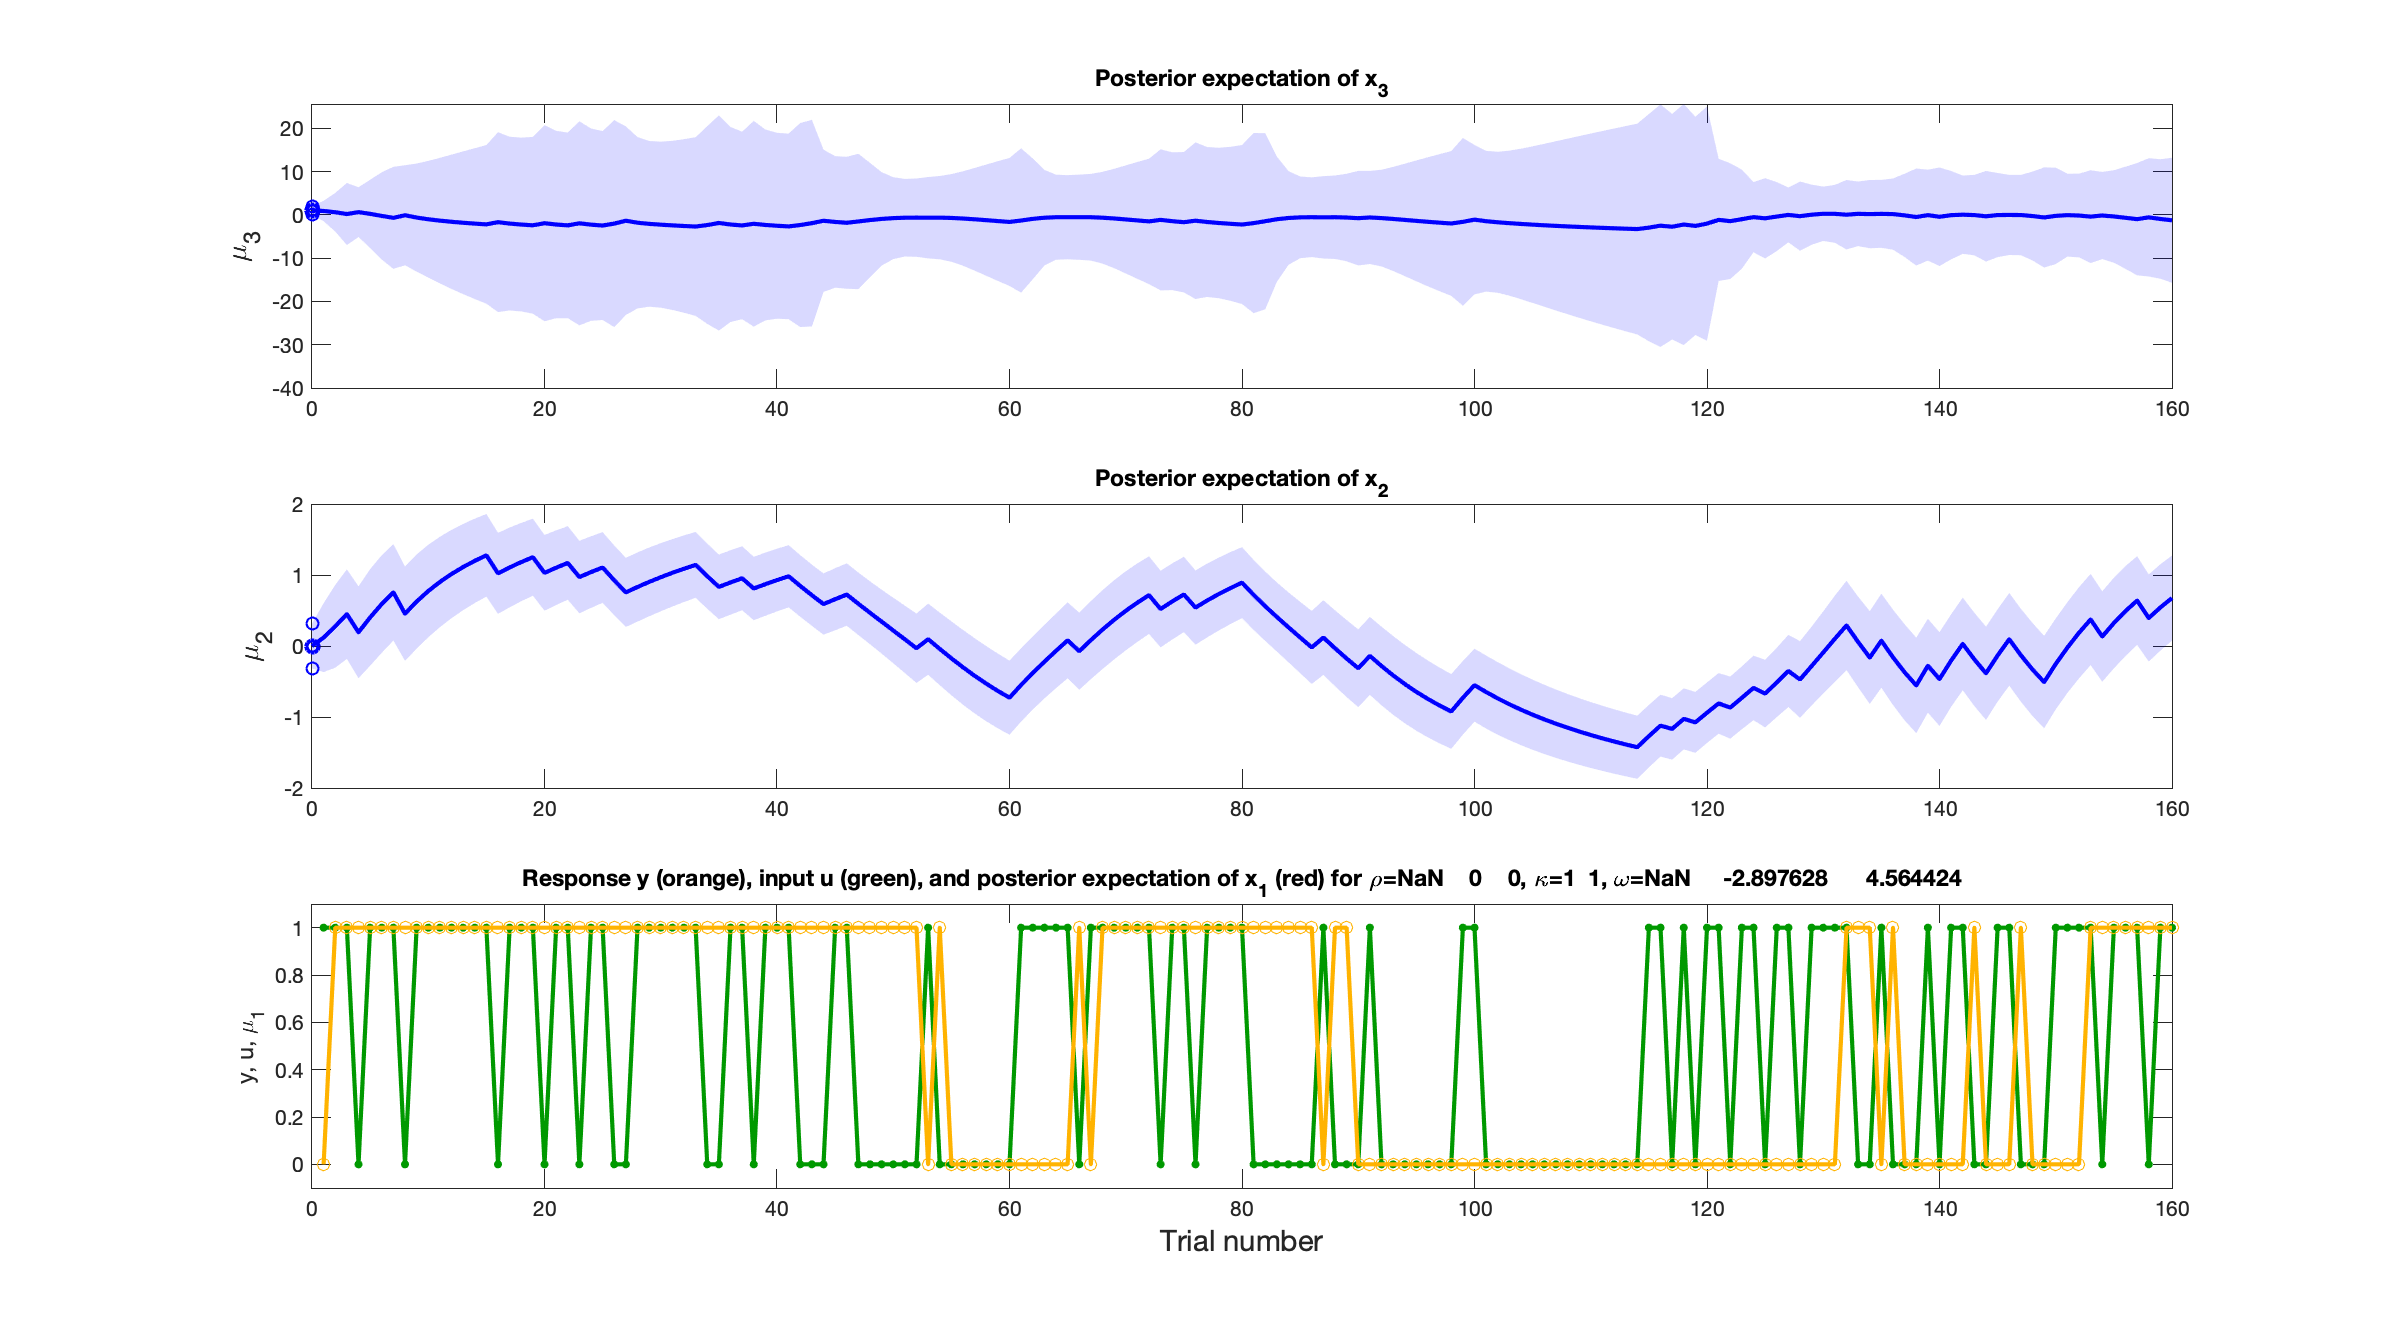 Posterior expectation of x3
μ3
20
10
0
-10
-20
-30
-40
0 20 40 60 80 100 120 140 160
Posterior expectation of x2
μ2
2
1
0
-1
-2
0 20 40 60 80 100 120 140 160
Response y (orange), input u (green), and posterior expectation of x1 (red) for ρ=NaN 0 0, κ=1 1, ω=NaN -2.897628 4.564424
y, u, μ1
1
0.8
0.6
0.4
0.2
0
0 20 40 60 80 100 120 140 160
Trial number